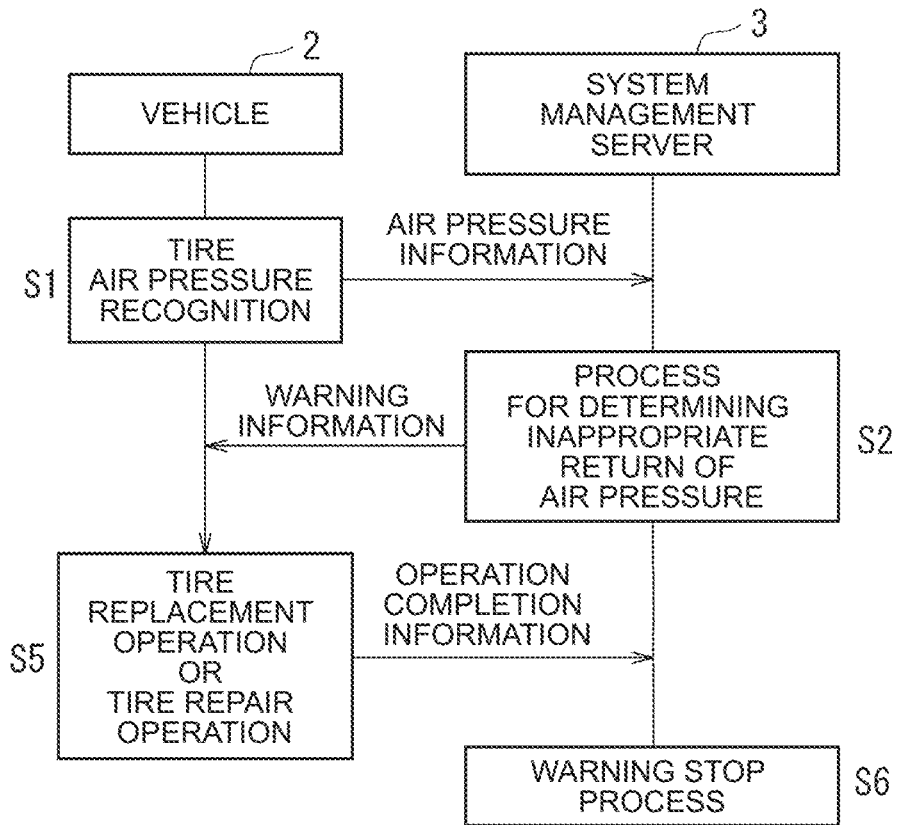 2
3
VEHICLE
SYSTEM
MANAGEMENT
SERVER
S1
TIRE
AIR PRESSURE
RECOGNITION
AIR PRESSURE
INFORMATION
WARNING
INFORMATION
PROCESS
FOR DETERMINING
INAPPROPRIATE
RETURN OF
AIR PRESSURE
S2
S5
TIRE
REPLACEMENT
OPERATION
OR
TIRE REPAIR
OPERATION
OPERATION
COMPLETION
INFORMATION
WARNING STOP
PROCESS
S6